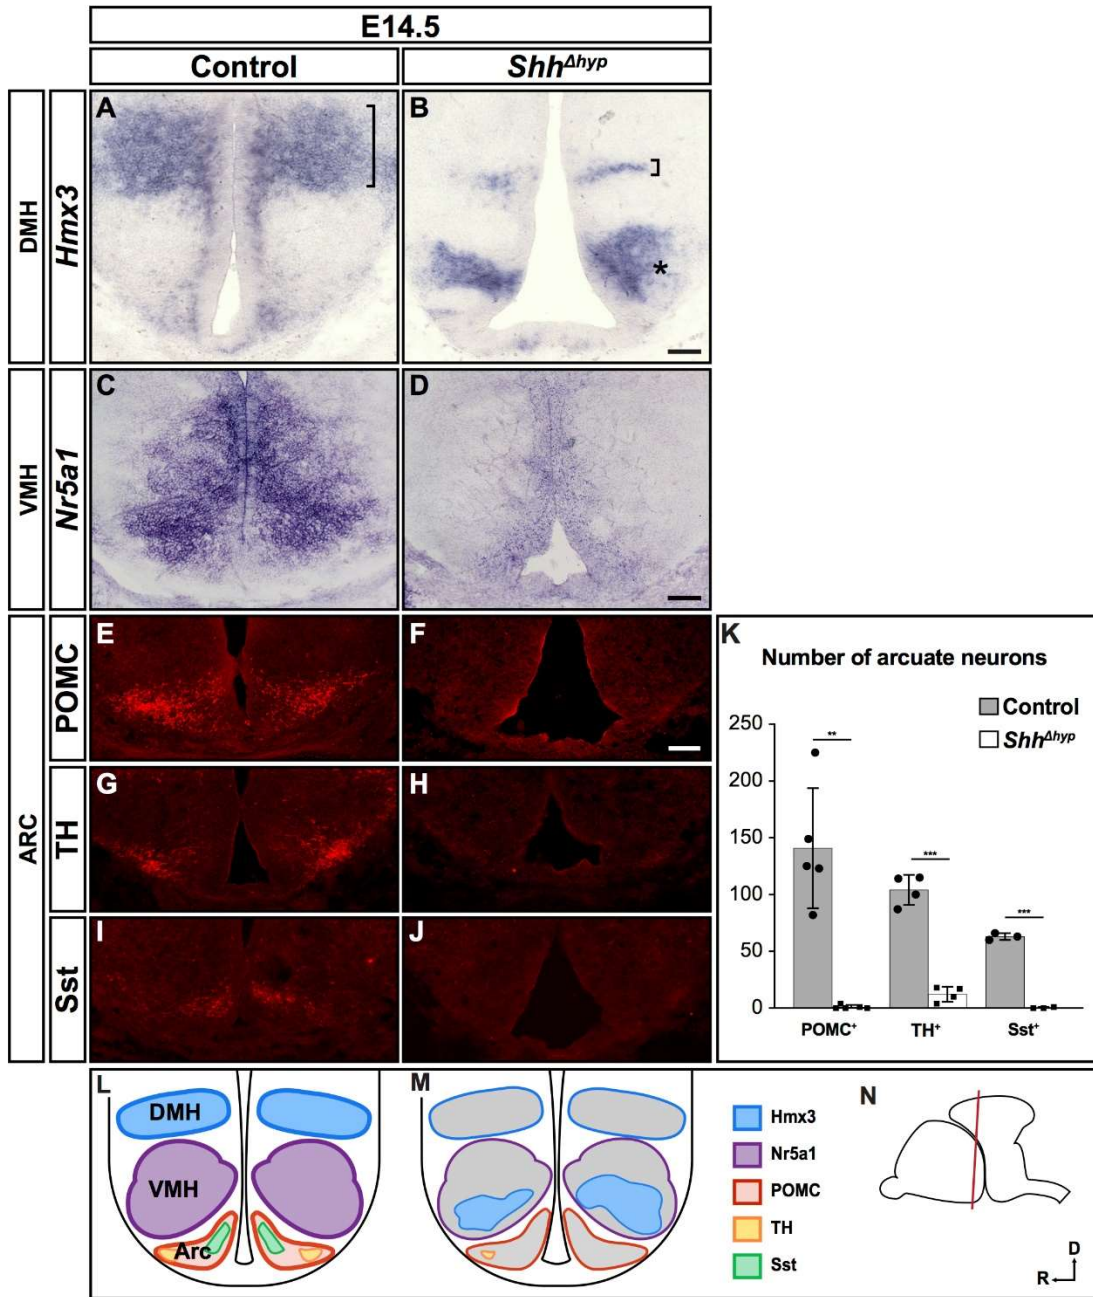 E14.5
Control
Shh^Δhyp
DMH
Hmx3
A
B
*
VMH
Nr5a1
C
D
ARC
POMC
E
F
TH
G
H
Sst
I
J
K
Number of arcuate neurons
Control
Shh^Δhyp
250
200
150
100
50
0
**
***
***
POMC+
TH+
Sst+
L
DMH
VMH
Arc
M
Hmx3
Nr5a1
POMC
TH
Sst
N
D
R